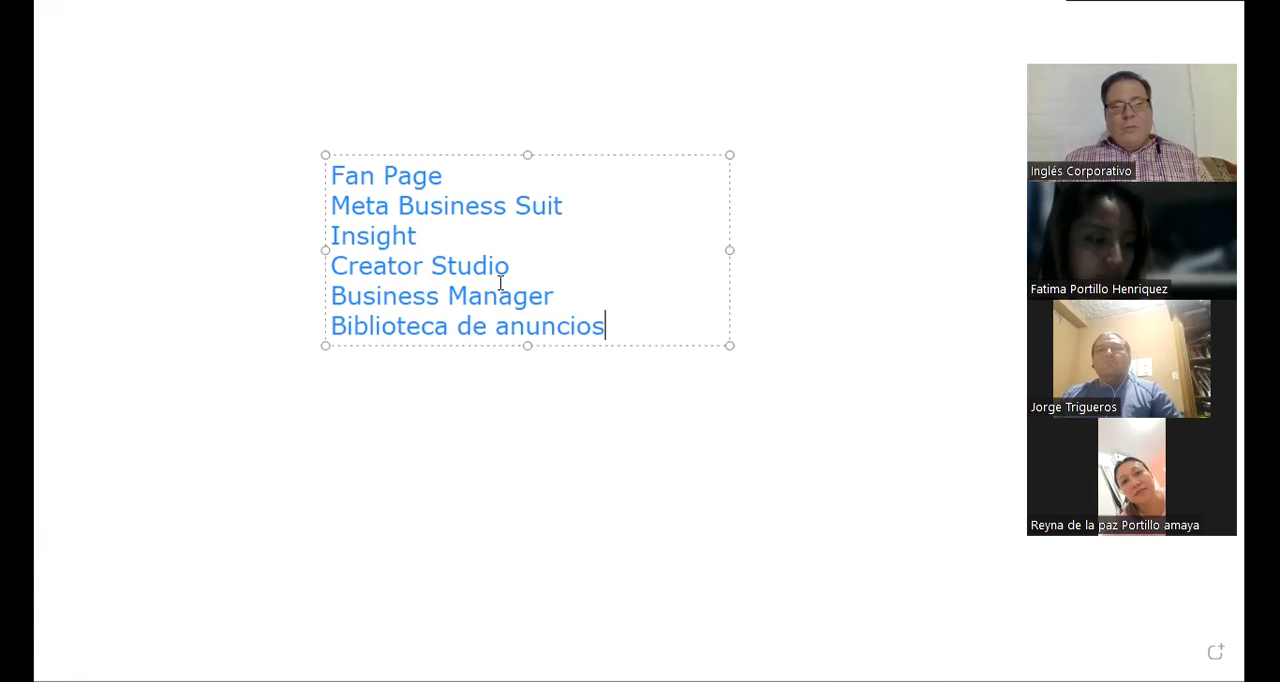 Fan Page
Meta Business Suit
Insight
Creator Studio
Business Manager
Biblioteca de anuncios
Inglés Corporativo
Fatima Portillo Henriquez
Jorge Trigueros
Reyna de la paz Portillo amaya